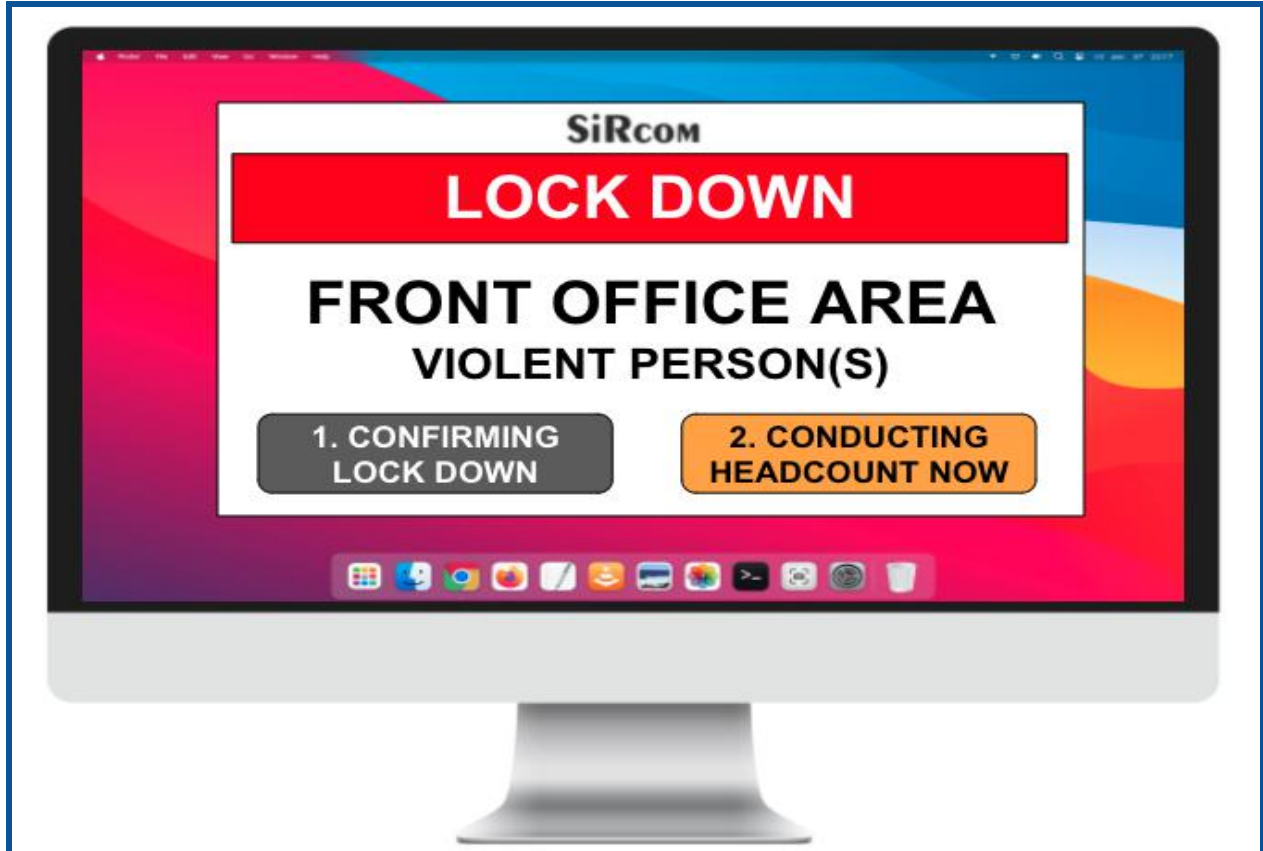 SiRcom
LOCK DOWN
FRONT OFFICE AREA
VIOLENT PERSON(S)
1. CONFIRMING
LOCK DOWN
2. CONDUCTING
HEADCOUNT NOW